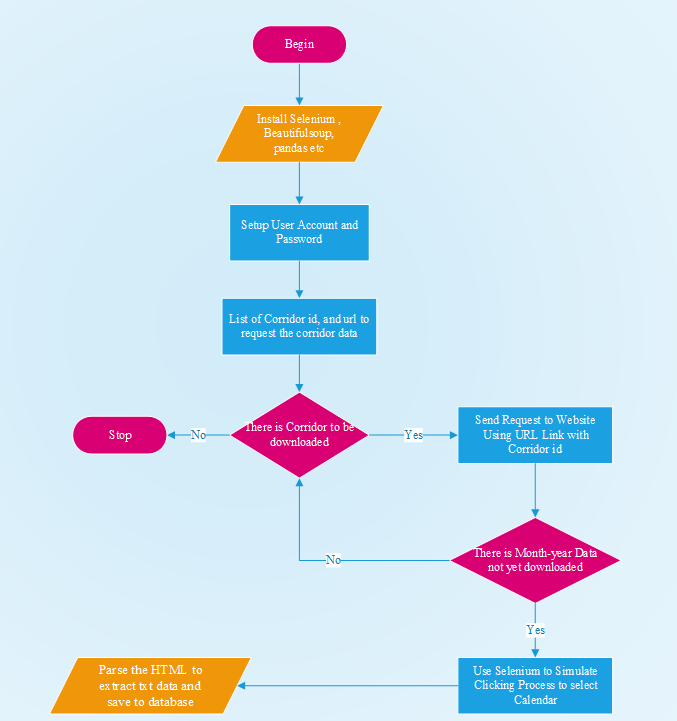 Begin
Install Selenium ,
Beautifulsoup,
pandas etc
Setup User Account and
Password
List of Corridor id, and url to
request the corridor data
There is Corridor to be
downloaded
No
Stop
Yes
Send Request to Website
Using URL Link with
Corridor id
There is Month-year Data
not yet downloaded
No
Yes
Use Selenium to Simulate
Clicking Process to select
Calendar
Parse the HTML to
extract txt data and
save to database